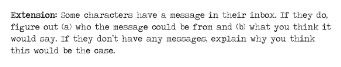 Extension: Some characters have a message in their inbox. If they do,
figure out (a) who the message could be from and (b) what you think it
would say. If they don't have any messages, explain why you think
this would be the case.